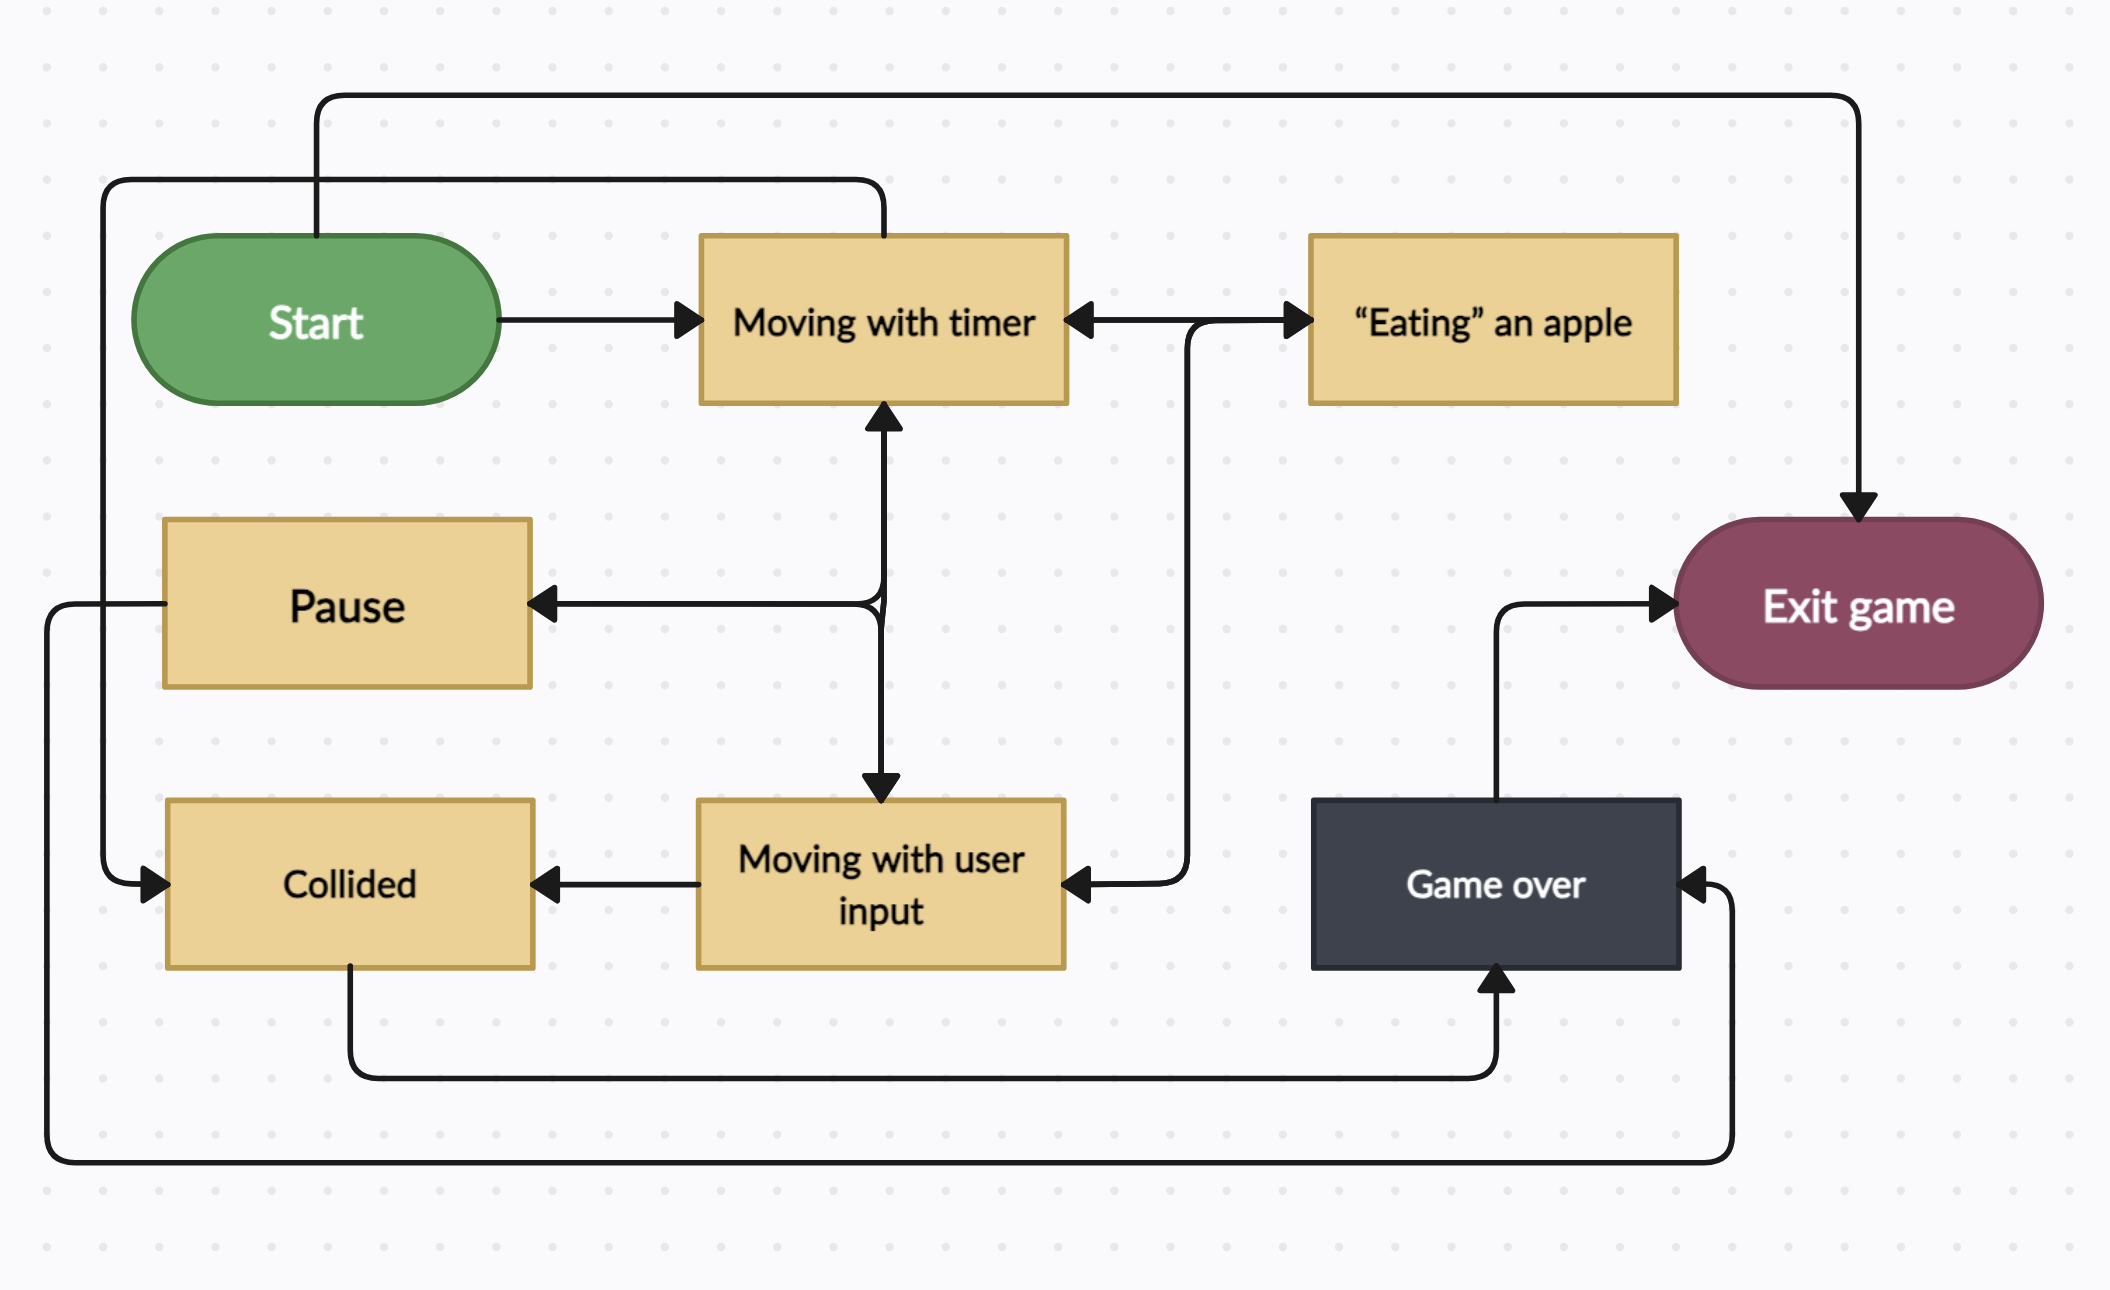 Start
Moving with timer
“Eating” an apple
Pause
Exit game
Collided
Moving with user
input
Game over